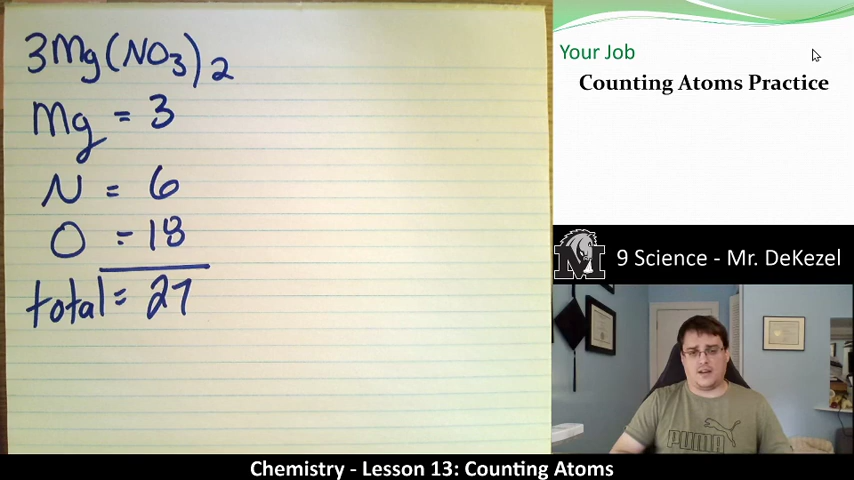 3Mg(NO3)2
Mg = 3
N = 6
O = 18
total = 27
Your Job
Counting Atoms Practice
M
9 Science - Mr. DeKezel
PUMA
Chemistry - Lesson 13: Counting Atoms